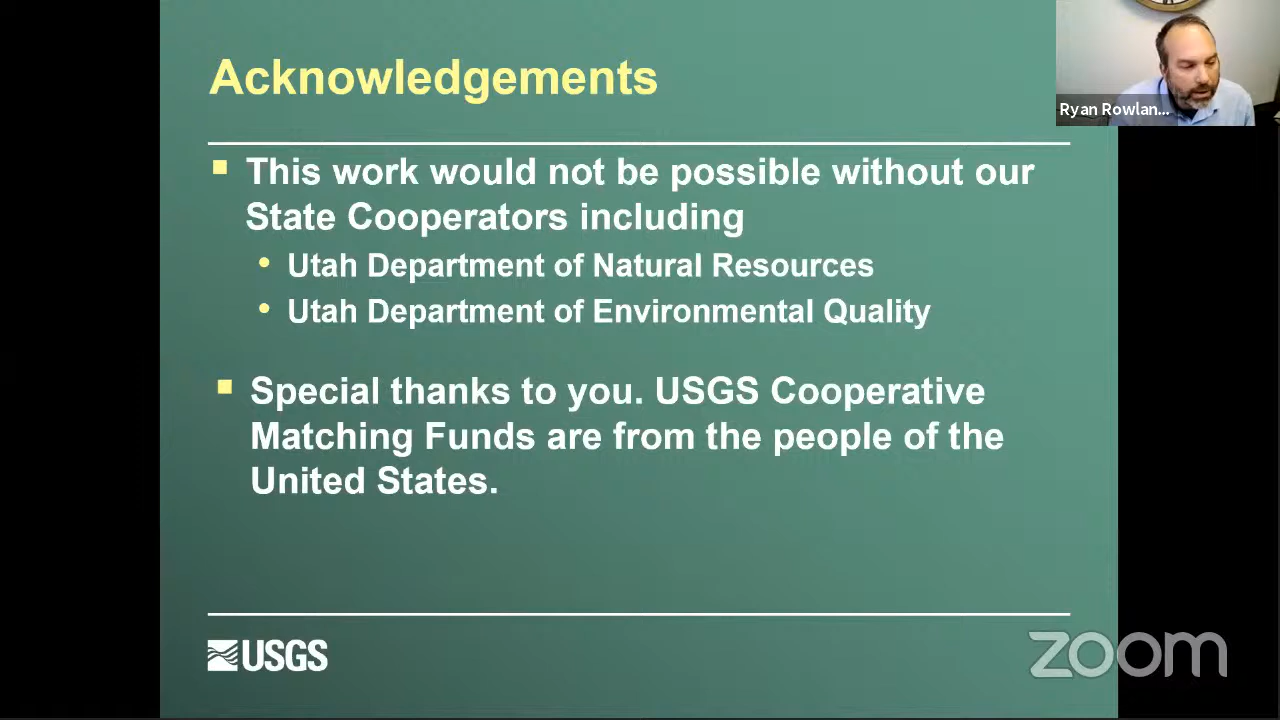 Acknowledgements
This work would not be possible without our
State Cooperators including
Utah Department of Natural Resources
Utah Department of Environmental Quality
Special thanks to you. USGS Cooperative
Matching Funds are from the people of the
United States.
USGS
zoom
Ryan Rowlan...